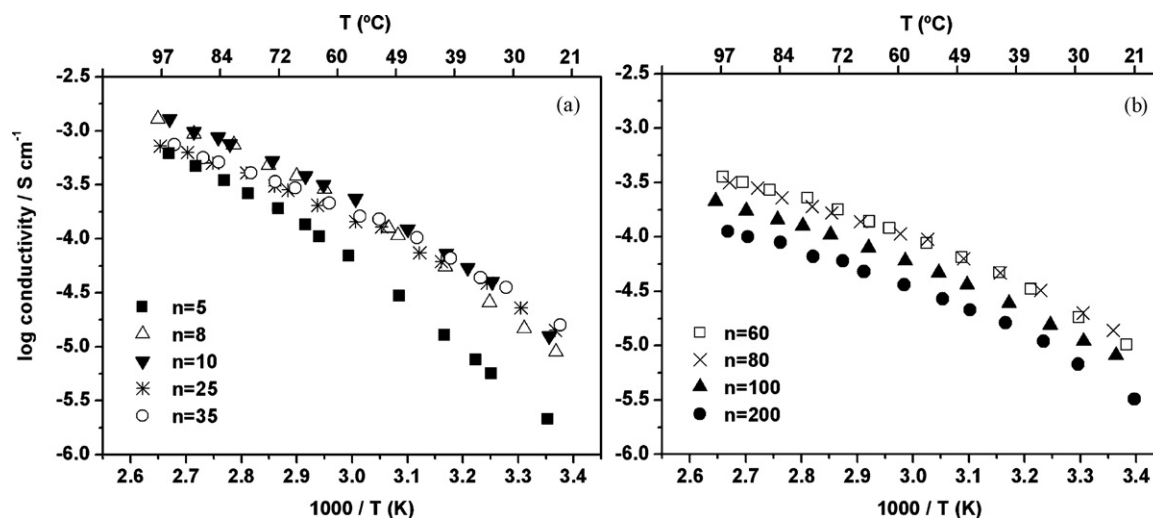 T (ºC)
97 84 72 60 49 39 30 21
-2.5
-3.0
-3.5
-4.0
-4.5
-5.0
-5.5
-6.0
log conductivity / S cm⁻¹
(a)
n=5
n=8
n=10
n=25
n=35
2.6 2.7 2.8 2.9 3.0 3.1 3.2 3.3 3.4
1000 / T (K)
T (ºC)
97 84 72 60 49 39 30 21
-2.5
-3.0
-3.5
-4.0
-4.5
-5.0
-5.5
-6.0
(b)
n=60
n=80
n=100
n=200
2.6 2.7 2.8 2.9 3.0 3.1 3.2 3.3 3.4
1000 / T (K)